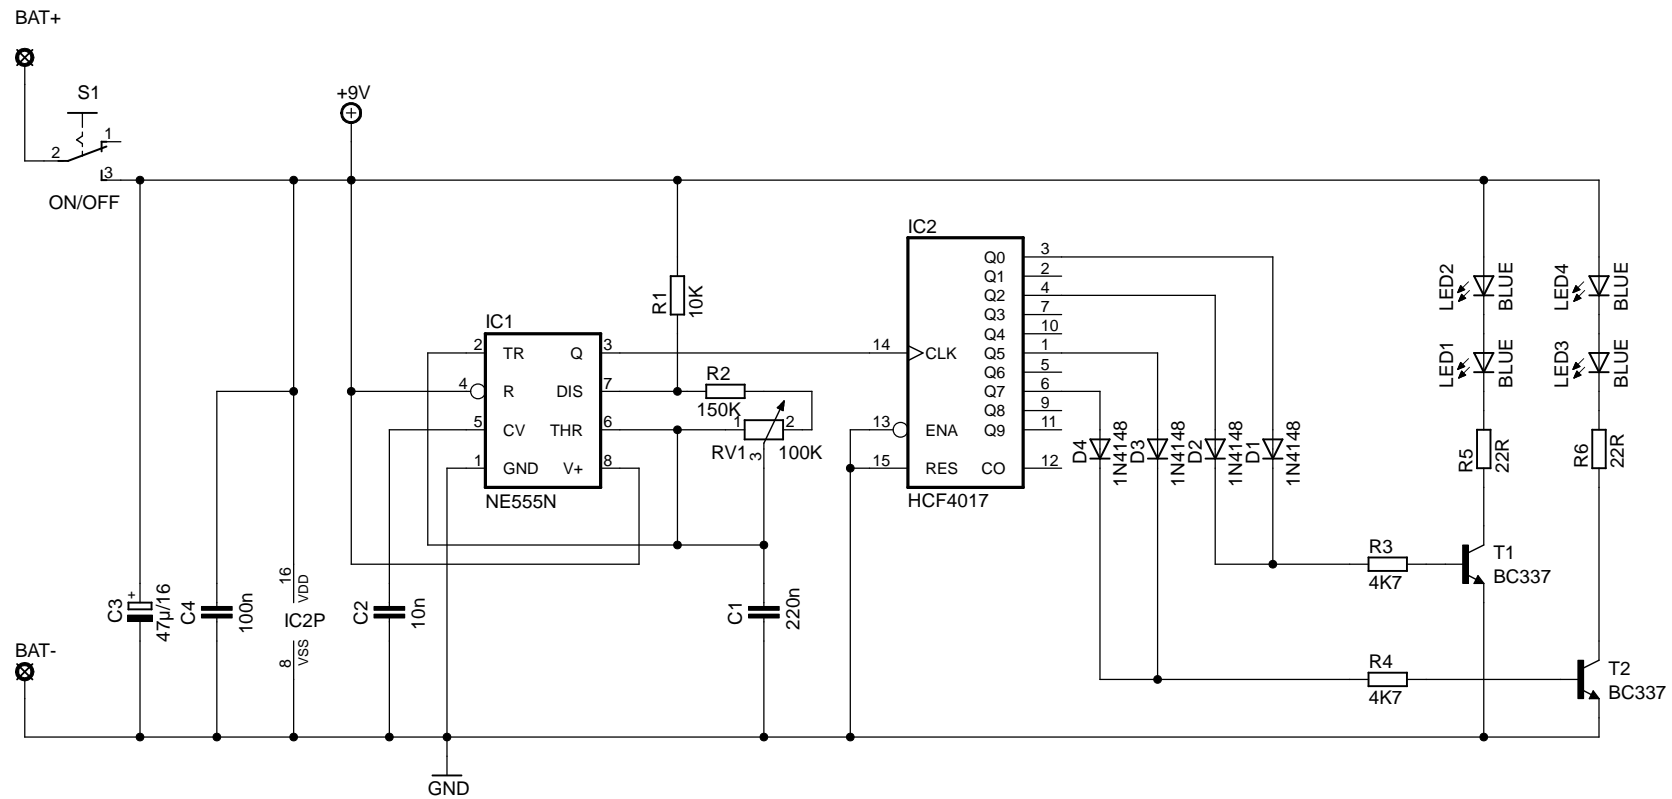 BAT+
S1
1
2
3
ON/OFF
+9V
IC1
2
TR
Q
3
4
R
DIS
7
5
CV
THR
6
1
GND
V+
8
NE555N
R1
10K
R2
150K
1
2
RV1
3
100K
IC2
14
CLK
13
ENA
15
RES
Q0
3
Q1
2
Q2
4
Q3
7
Q4
10
Q5
1
Q6
5
Q7
6
Q8
9
Q9
11
CO
12
HCF4017
D4
1N4148
D3
1N4148
D2
1N4148
D1
1N4148
LED2
BLUE
LED4
BLUE
LED1
BLUE
LED3
BLUE
R5
22R
R6
22R
R3
4K7
T1
BC337
R4
4K7
T2
BC337
C3
+
47µ/16
C4
100n
16
VDD
IC2P
8
VSS
C2
10n
C1
220n
BAT-
GND